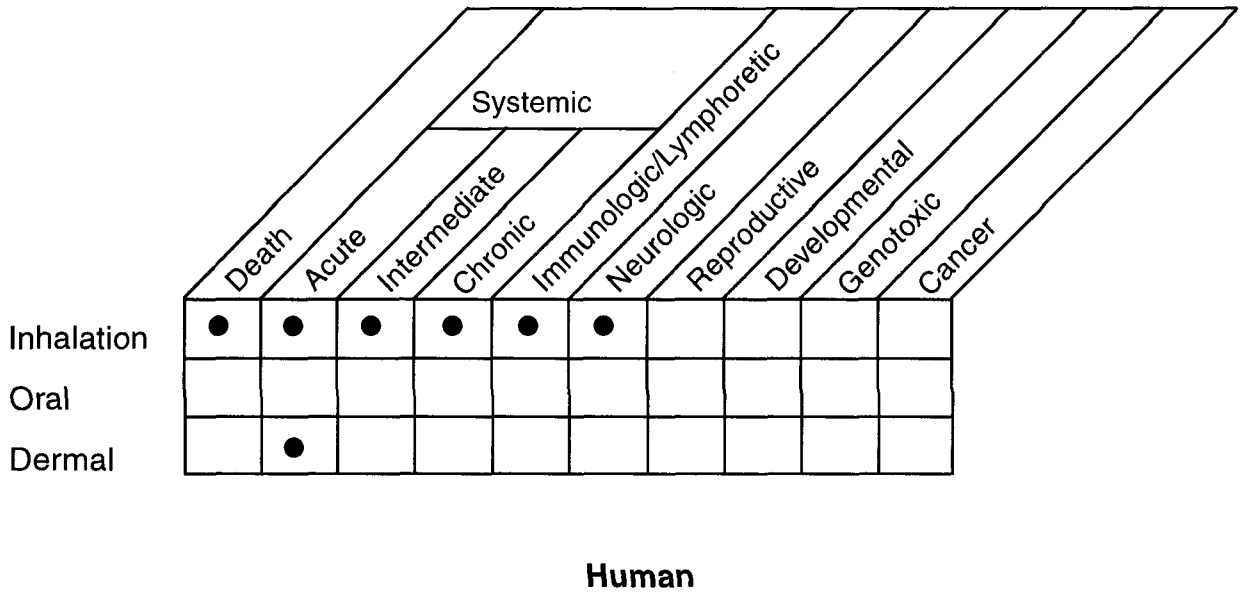 Systemic
Death
Acute
Intermediate
Chronic
Immunologic/Lymphoretic
Neurologic
Reproductive
Developmental
Genotoxic
Cancer
Inhalation
Oral
Dermal
Human